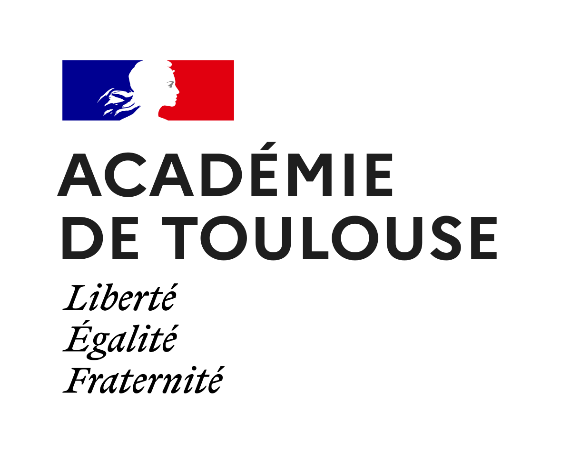 ACADÉMIE
DE TOULOUSE
Liberté
Égalité
Fraternité